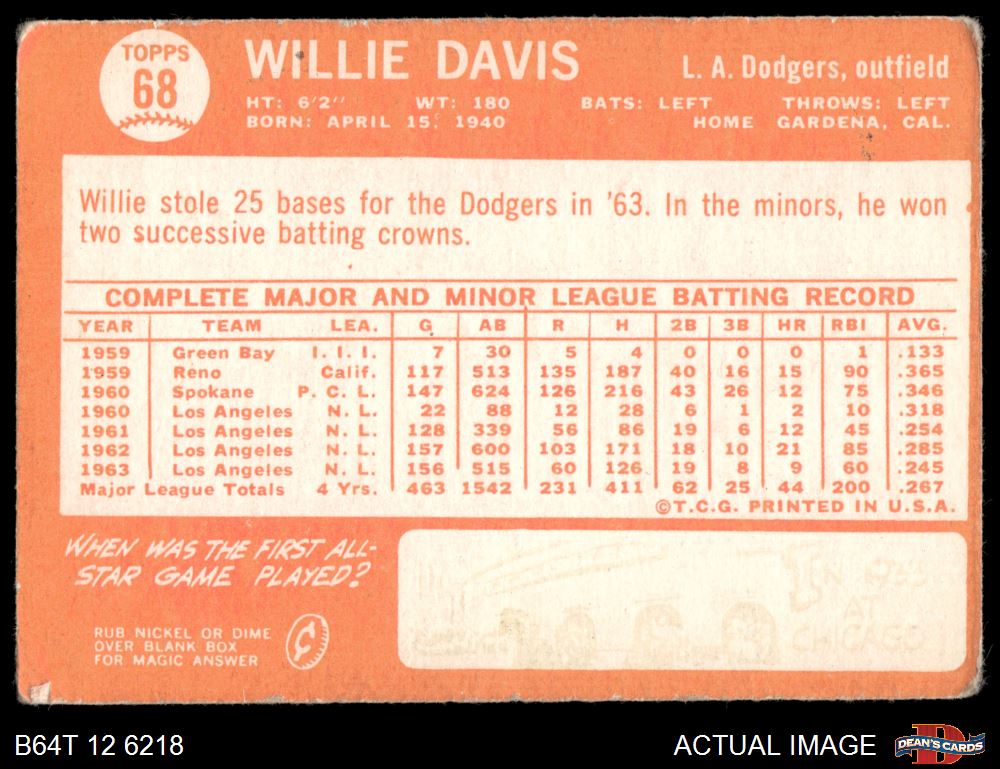 TOPPS
68
WILLIE DAVIS
L. A. Dodgers, outfield
HT: 6'2" WT: 180 BATS: LEFT THROWS: LEFT
BORN: APRIL 15, 1940 HOME GARDENA, CAL.
Willie stole 25 bases for the Dodgers in '63. In the minors, he won
two successive batting crowns.
COMPLETE MAJOR AND MINOR LEAGUE BATTING RECORD
YEAR TEAM LEA. G AB R H 2B 3B HR RBI AVG.
1959 Green Bay I. I. I. 7 30 5 4 0 0 0 1 .133
1959 Reno Calif. 117 513 135 187 40 16 15 90 .365
1960 Spokane P. C. L. 147 624 126 216 43 26 12 75 .346
1960 Los Angeles N. L. 22 88 12 28 6 1 2 10 .318
1961 Los Angeles N. L. 128 339 56 86 19 6 12 45 .254
1962 Los Angeles N. L. 157 600 103 171 18 10 21 85 .285
1963 Los Angeles N. L. 156 515 60 126 19 8 9 60 .245
Major League Totals 4 Yrs. 463 1542 231 411 62 25 44 200 .267
©T.C.G. PRINTED IN U.S.A.
WHEN WAS THE FIRST ALL-
STAR GAME PLAYED?
RUB NICKEL OR DIME
OVER BLANK BOX
FOR MAGIC ANSWER
¢
IN 1933
AT
CHICAGO
B64T 12 6218
ACTUAL IMAGE
D
DEAN'S CARDS